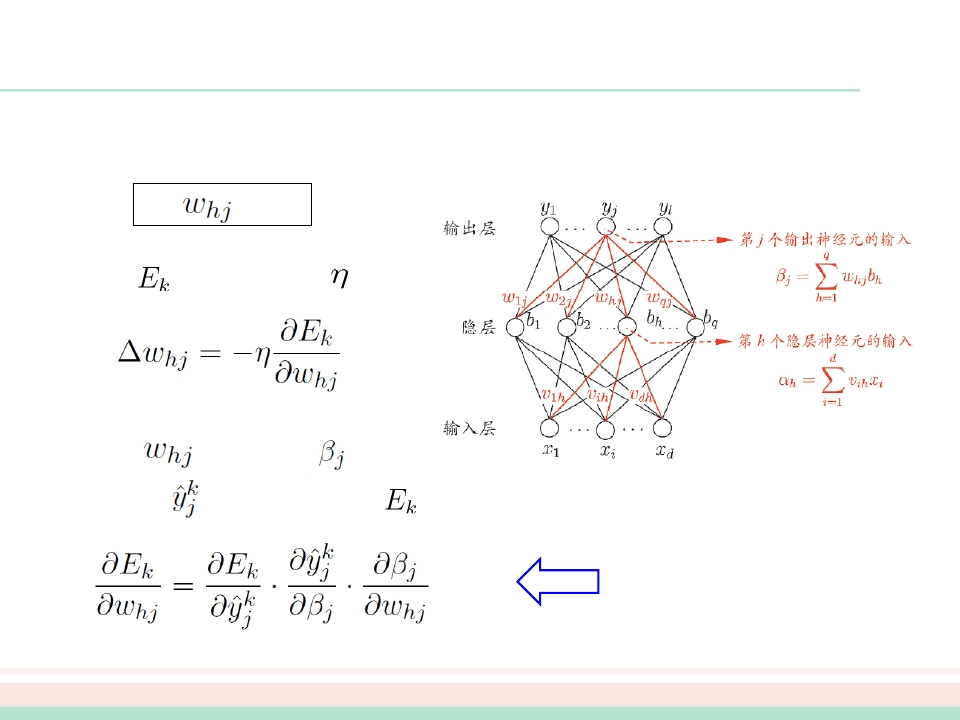 w_{hj}
E_k η
Δw_{hj} = −η ∂E_k / ∂w_{hj}
w_{hj} β_j
ŷ_j^k E_k
∂E_k / ∂w_{hj} = ∂E_k / ∂ŷ_j^k · ∂ŷ_j^k / ∂β_j · ∂β_j / ∂w_{hj}
y_1 y_j y_l
输出层 ··· ···
第 j 个输出神经元的输入
β_j = ∑_{h=1}^{q} w_{hj} b_h
w_{1j} w_{2j} w_{hj} w_{qj}
隐层 b_1 b_2 ··· b_h ··· b_q
第 h 个隐层神经元的输入
α_h = ∑_{i=1}^{d} v_{ih} x_i
v_{1h} v_{ih} v_{dh}
输入层 ··· ···
x_1 x_i x_d